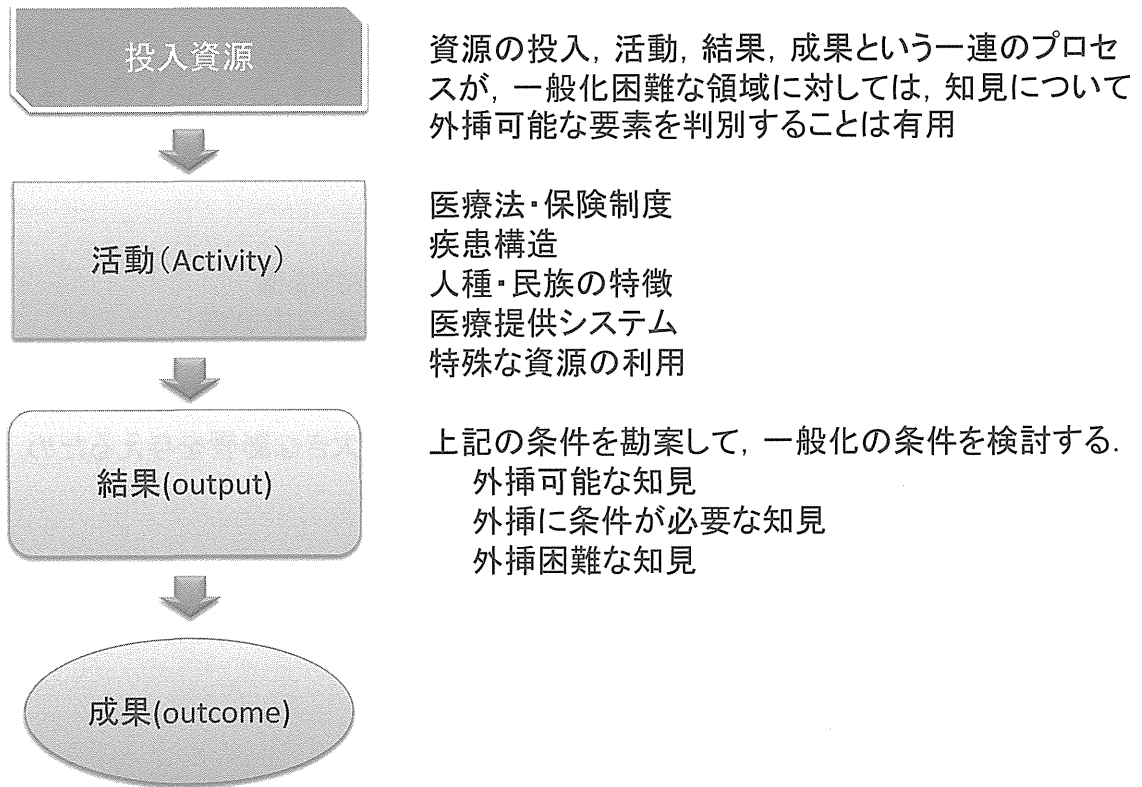 投入資源
資源の投入，活動，結果，成果という一連のプロセ
スが，一般化困難な領域に対しては，知見について
外挿可能な要素を判別することは有用
活動（Activity）
医療法・保険制度
疾患構造
人種・民族の特徴
医療提供システム
特殊な資源の利用
結果(output)
上記の条件を勘案して，一般化の条件を検討する．
外挿可能な知見
外挿に条件が必要な知見
外挿困難な知見
成果(outcome)